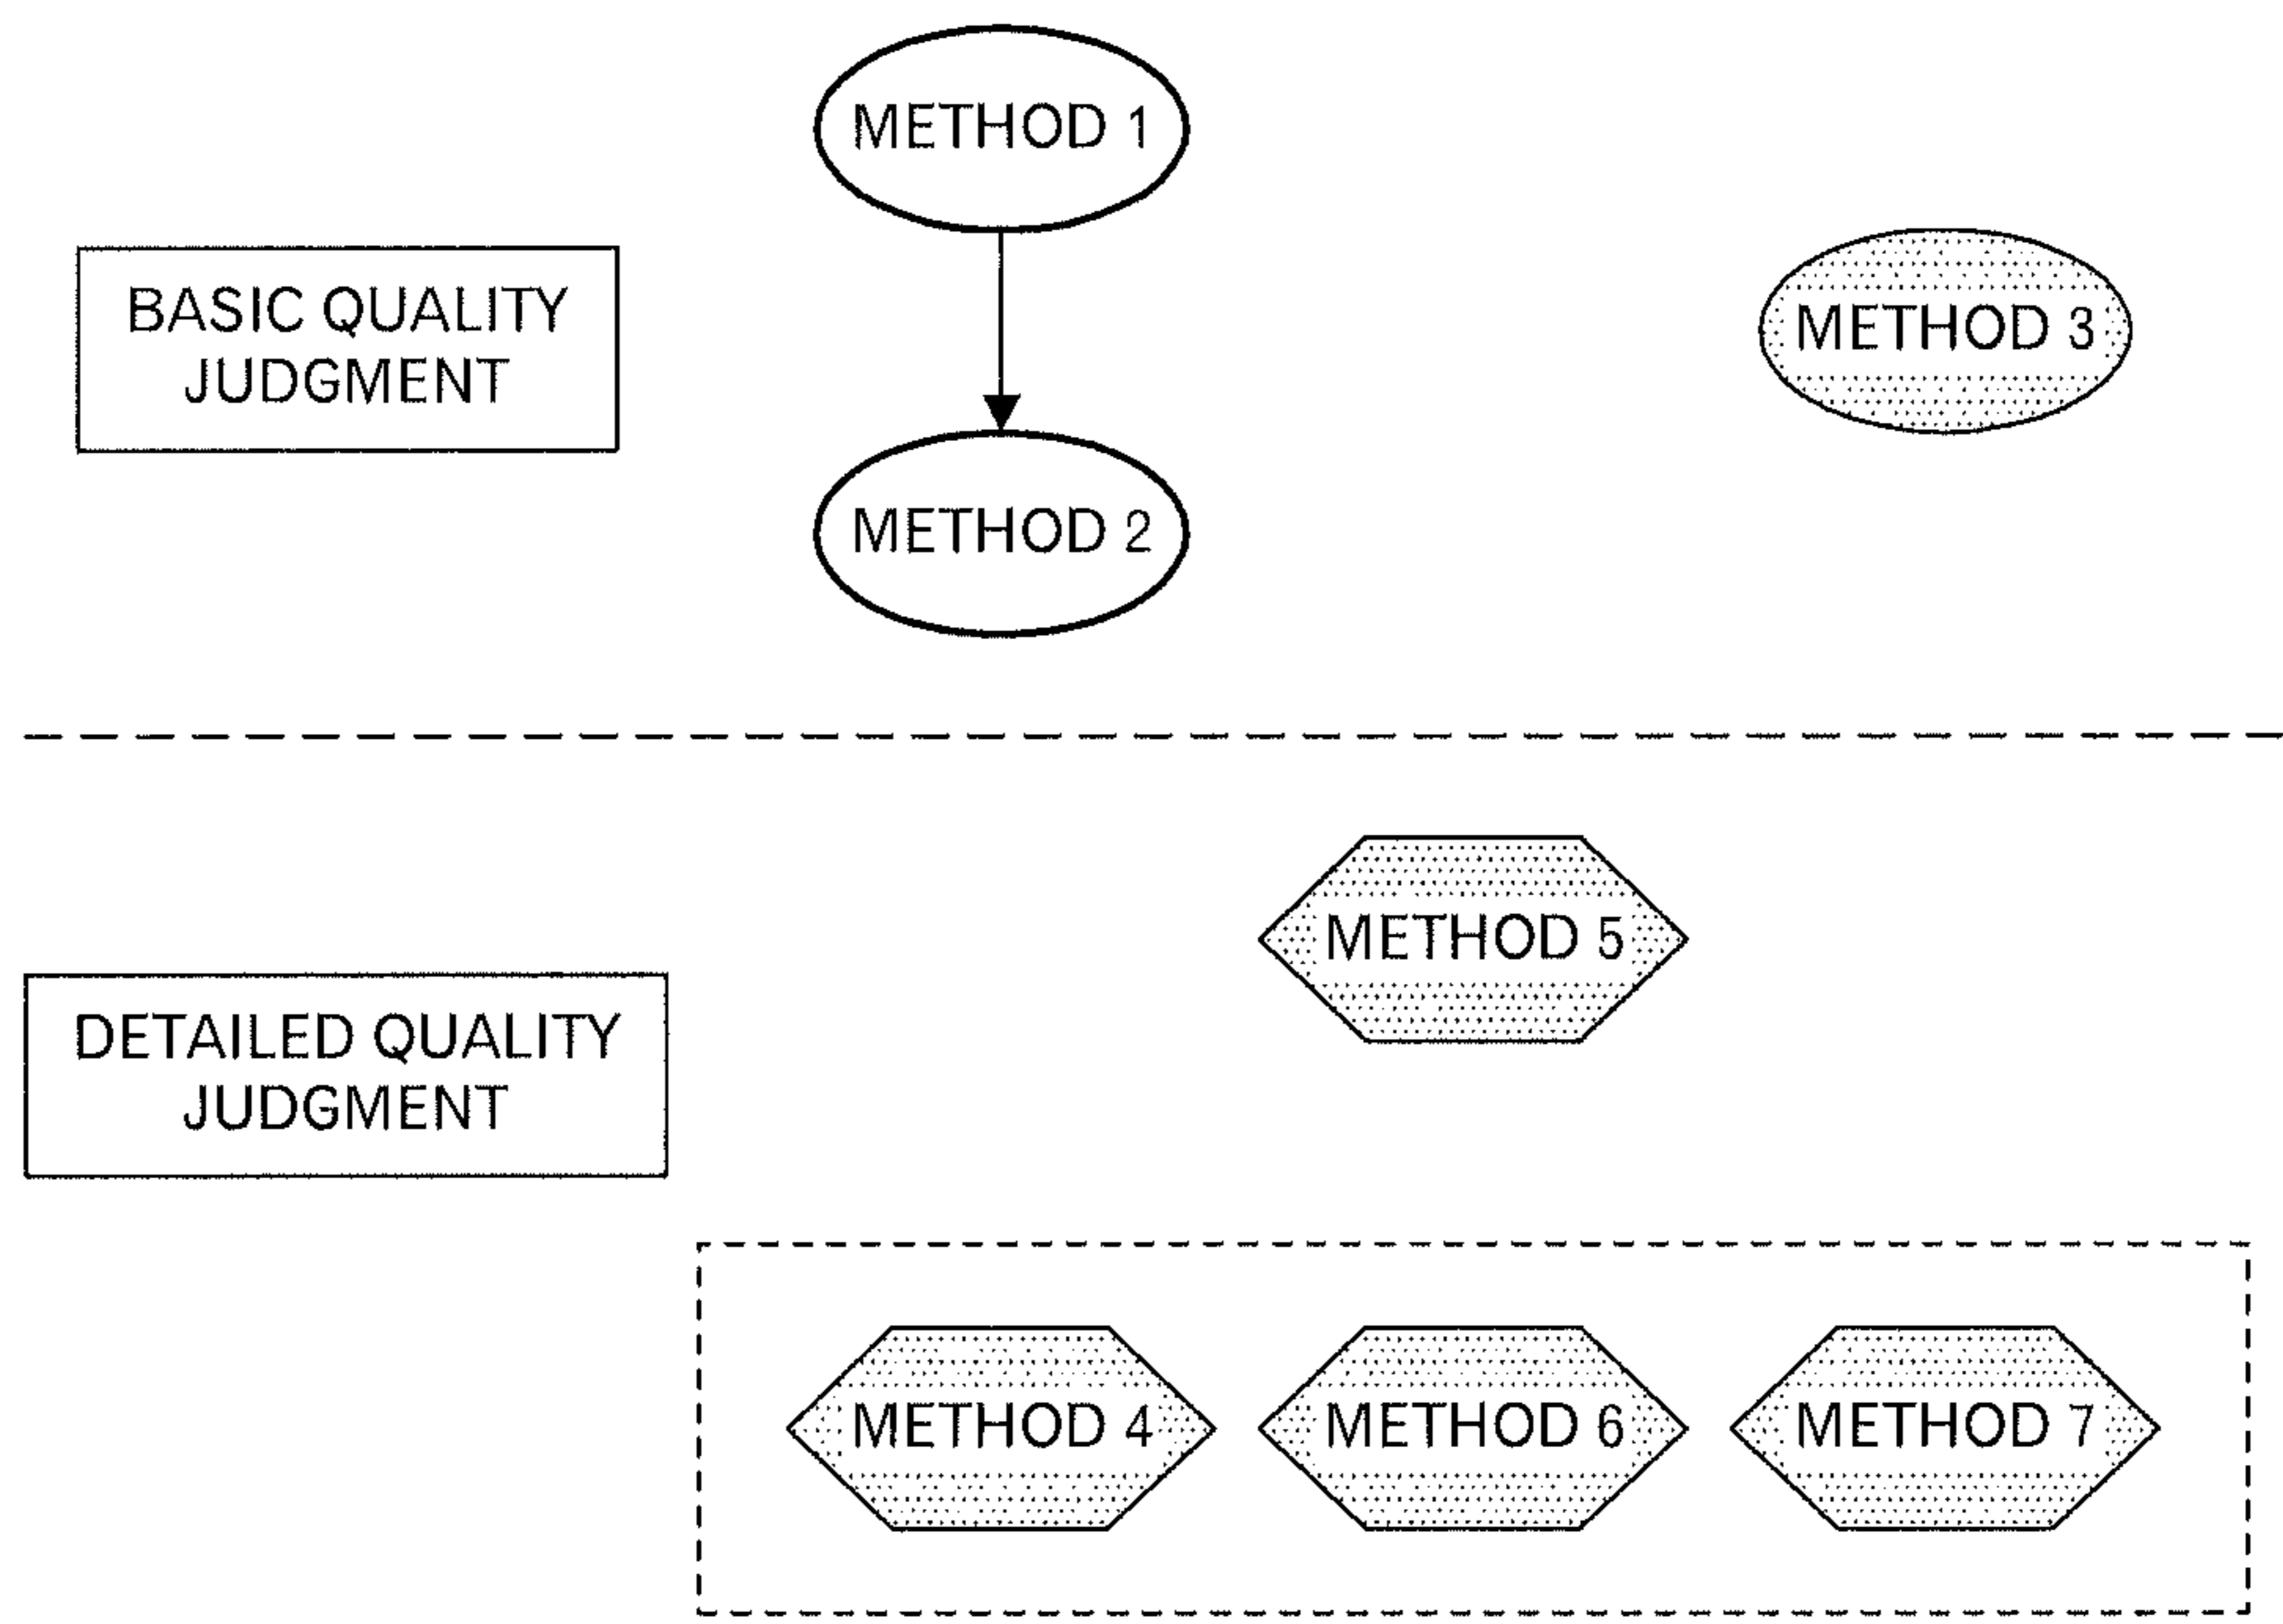 METHOD 1
BASIC QUALITY
JUDGMENT
METHOD 3
METHOD 2
METHOD 5
DETAILED QUALITY
JUDGMENT
METHOD 4
METHOD 6
METHOD 7